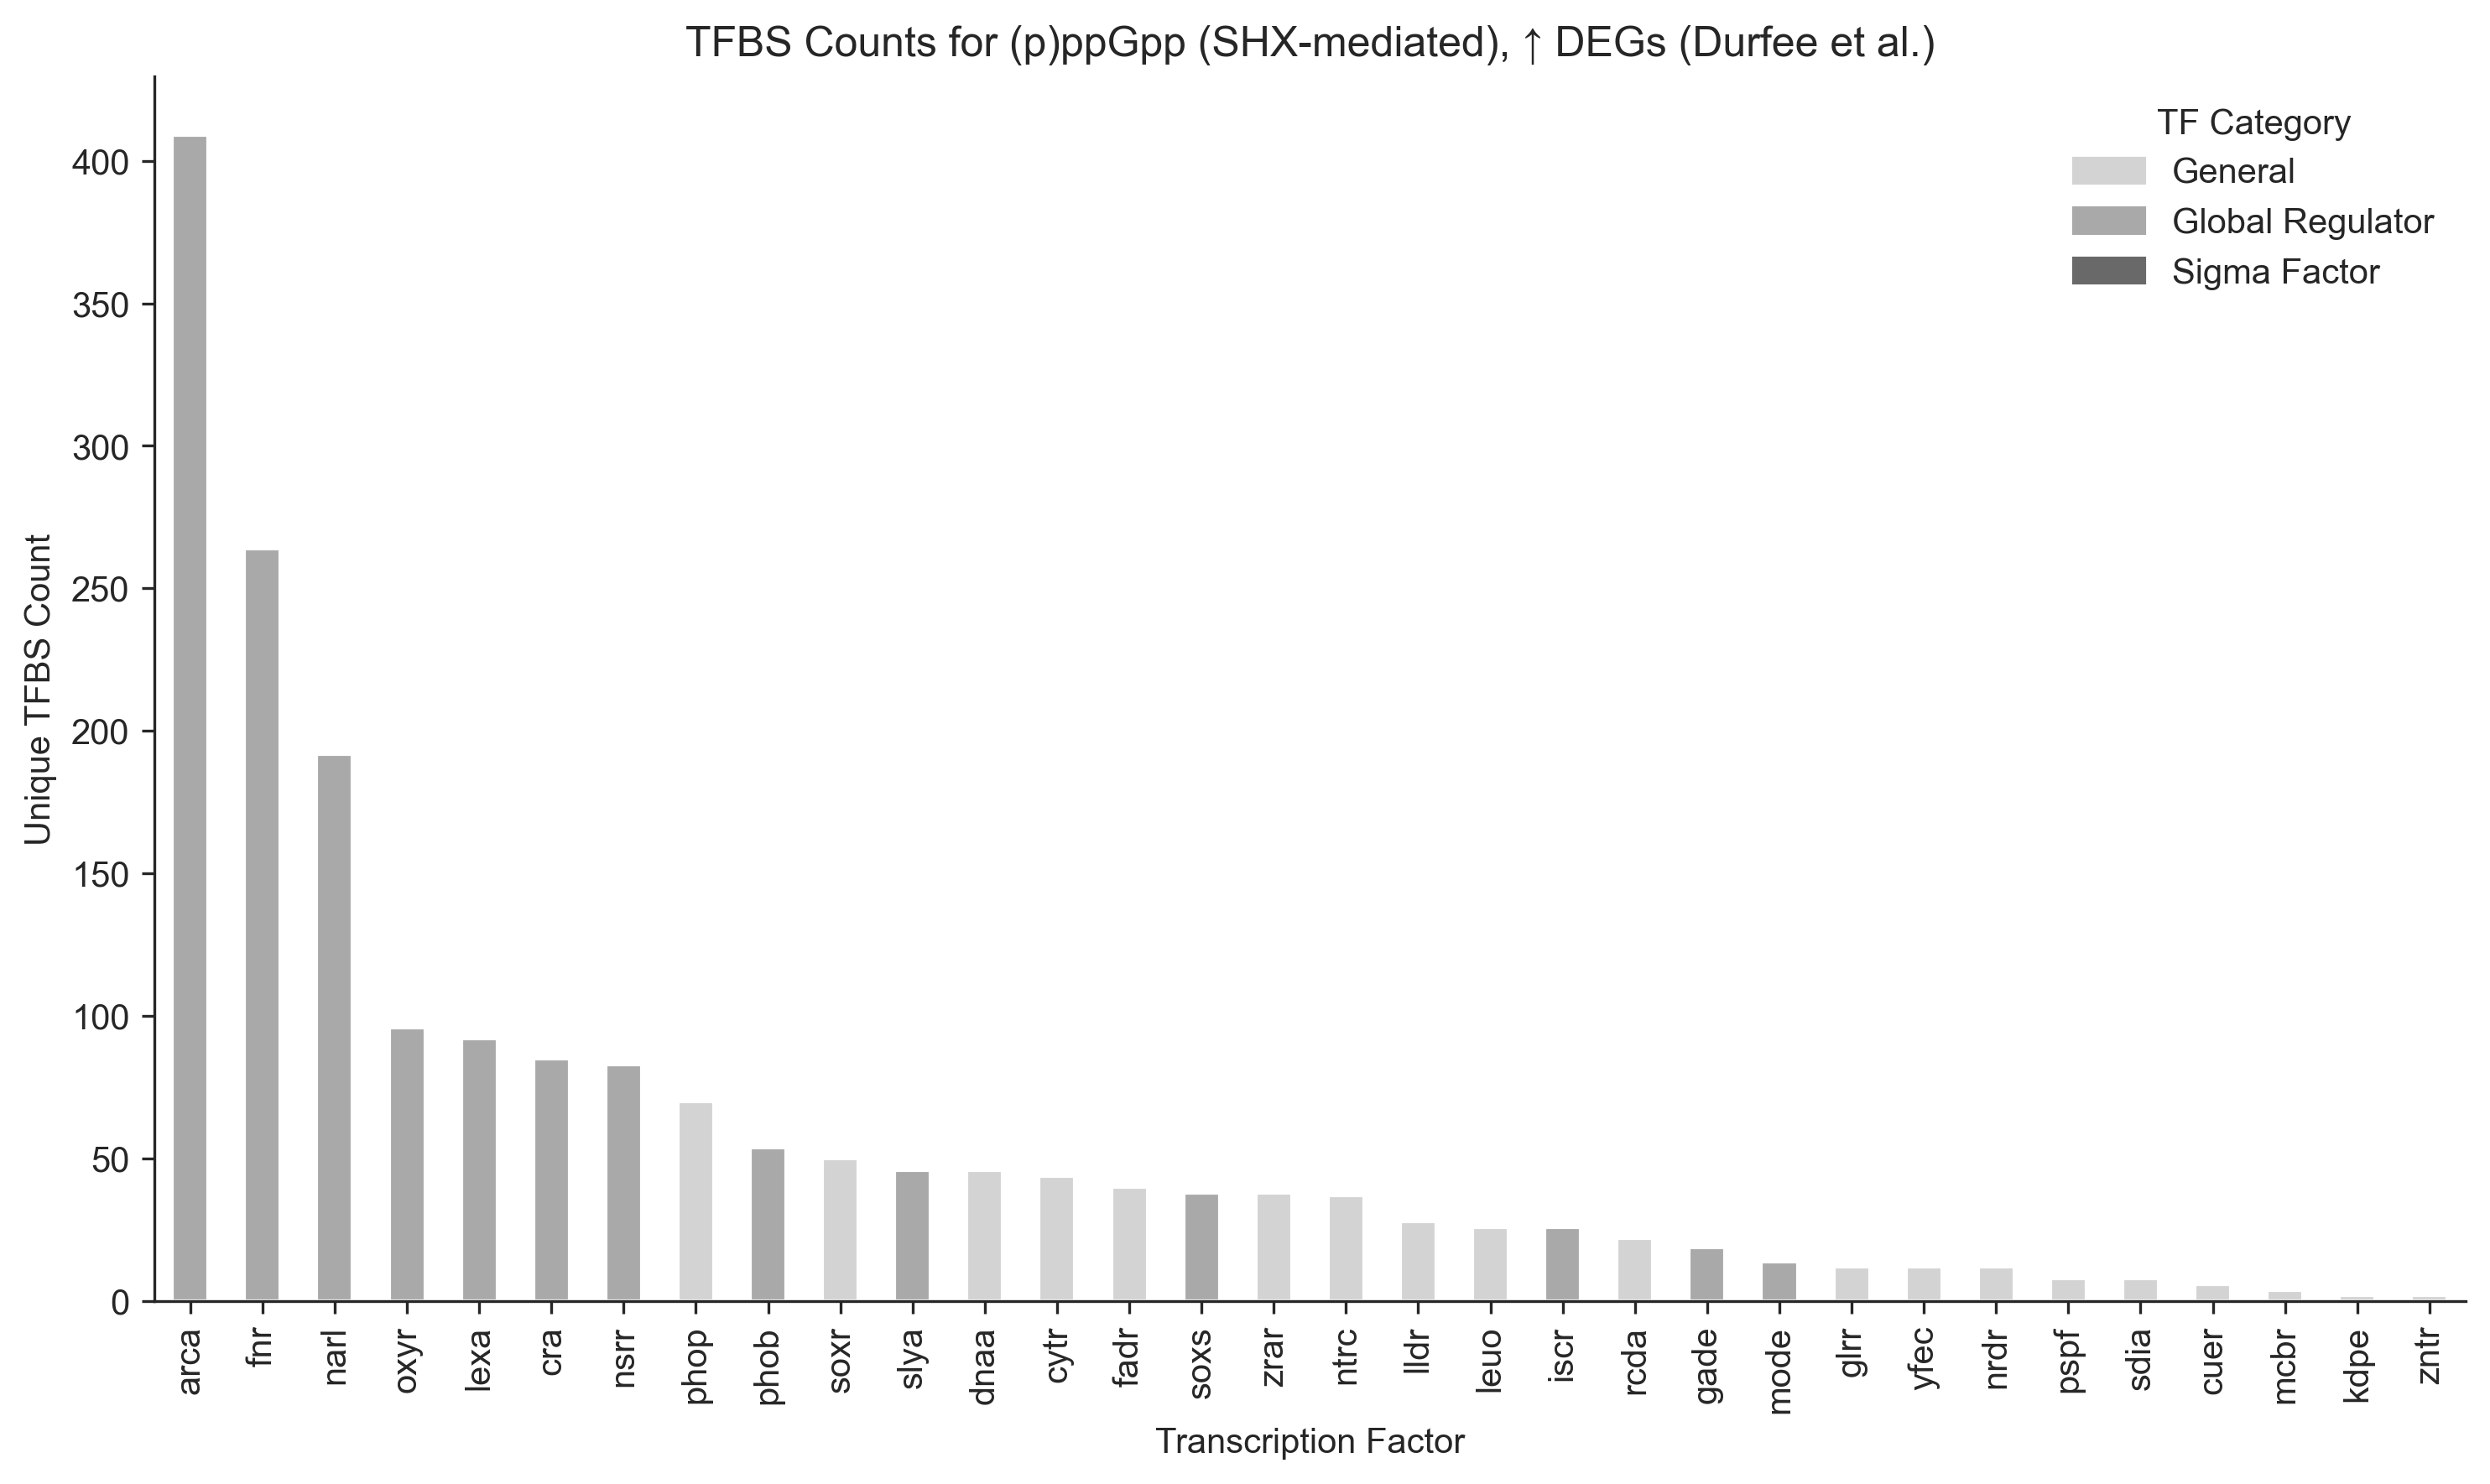 TFBS Counts for (p)ppGpp (SHX-mediated), ↑ DEGs (Durfee et al.)
TF Category
General
Global Regulator
Sigma Factor
Unique TFBS Count
400
350
300
250
200
150
100
50
0
arca
fnr
narl
oxyr
lexa
cra
nsrr
phop
phob
soxr
slya
dnaa
cytr
fadr
soxs
zrar
ntrc
lldr
leuo
iscr
rcda
gade
mode
glrr
yfec
nrdr
pspf
sdia
cuer
mcbr
kdpe
zntr
Transcription Factor